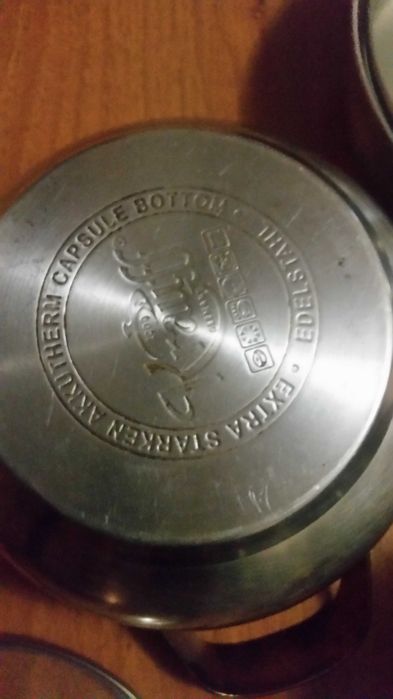 EXTRA STARKEN AKKUTHERM CAPSULE BOTTOM • EDELSTAHL •